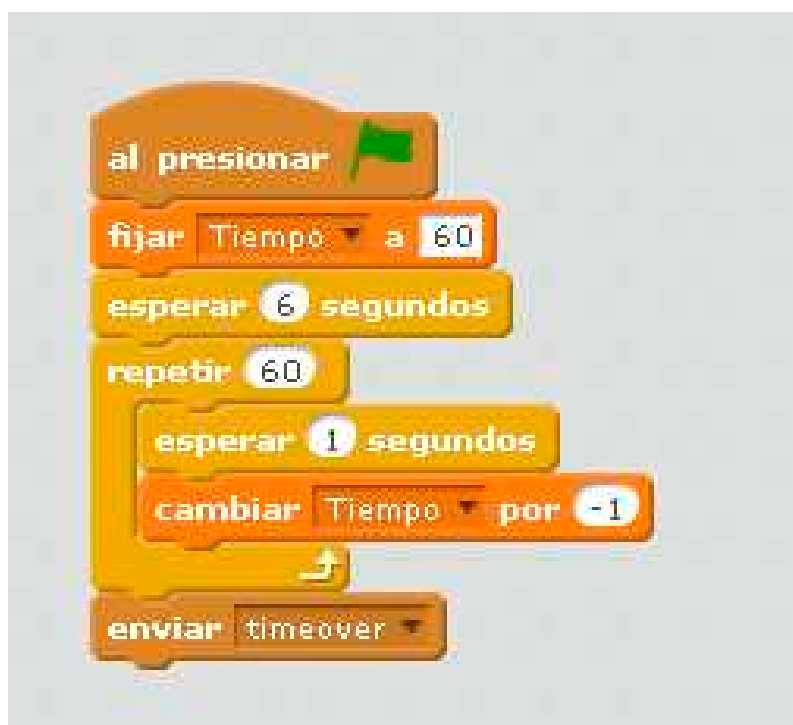 al presionar
fijar Tiempo a 60
esperar 6 segundos
repetir 60
esperar 1 segundos
cambiar Tiempo por -1
enviar timeover